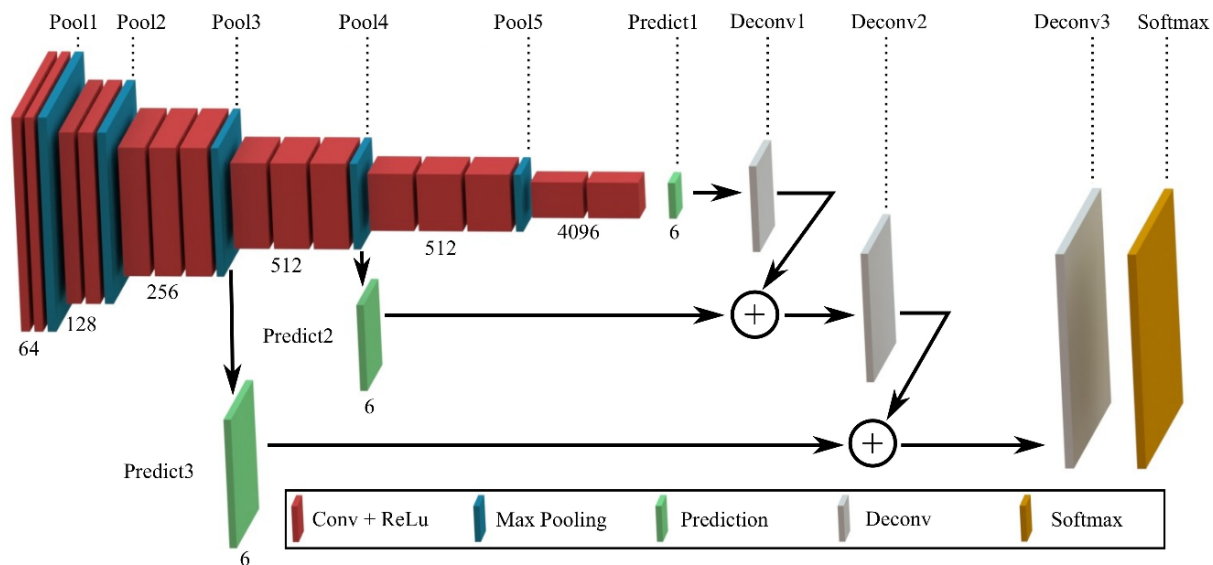 Pool1 Pool2 Pool3 Pool4 Pool5 Predict1 Deconv1 Deconv2 Deconv3 Softmax
64
128
256
512
512
4096
6
+
Predict2
6
+
Predict3
6
Conv + ReLu Max Pooling Prediction Deconv Softmax